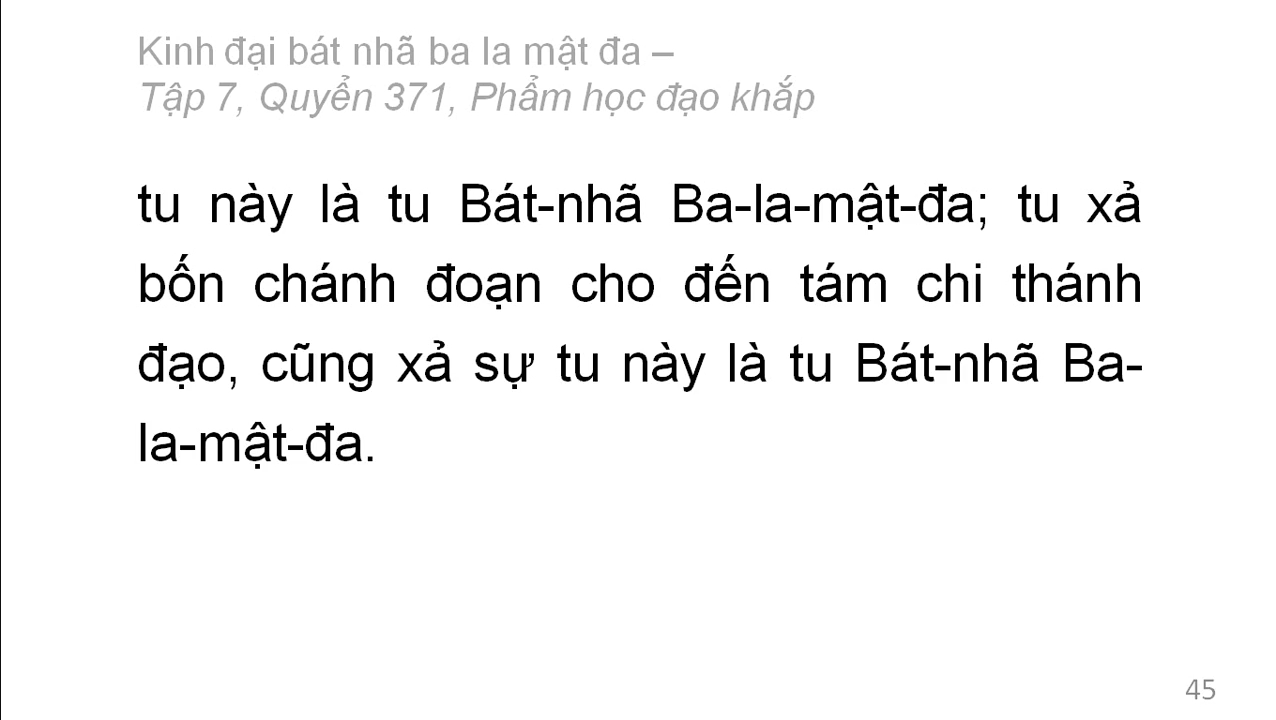 Kinh đại bát nhã ba la mật đa –
Tập 7, Quyển 371, Phẩm học đạo khắp
tu này là tu Bát-nhã Ba-la-mật-đa; tu xả
bốn chánh đoạn cho đến tám chi thánh
đạo, cũng xả sự tu này là tu Bát-nhã Ba-
la-mật-đa.
45